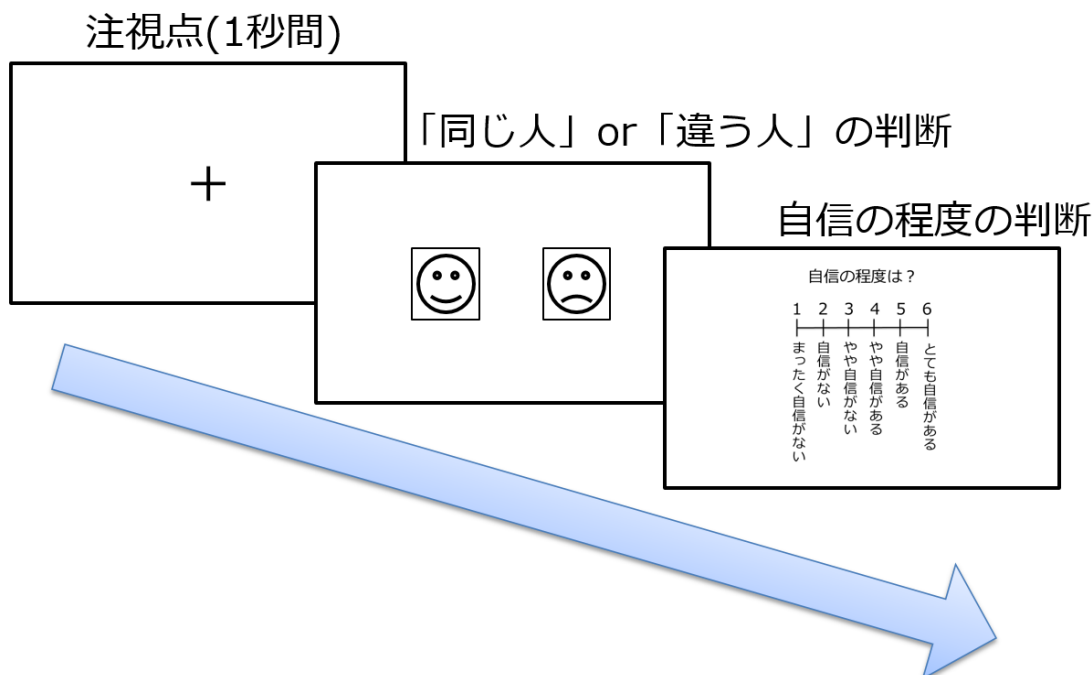 注視点(1秒間)
+
「同じ人」or「違う人」の判断
自信の程度の判断
自信の程度は?
1 2 3 4 5 6
まったく自信がない
自信がない
やや自信がない
やや自信がある
自信がある
とても自信がある